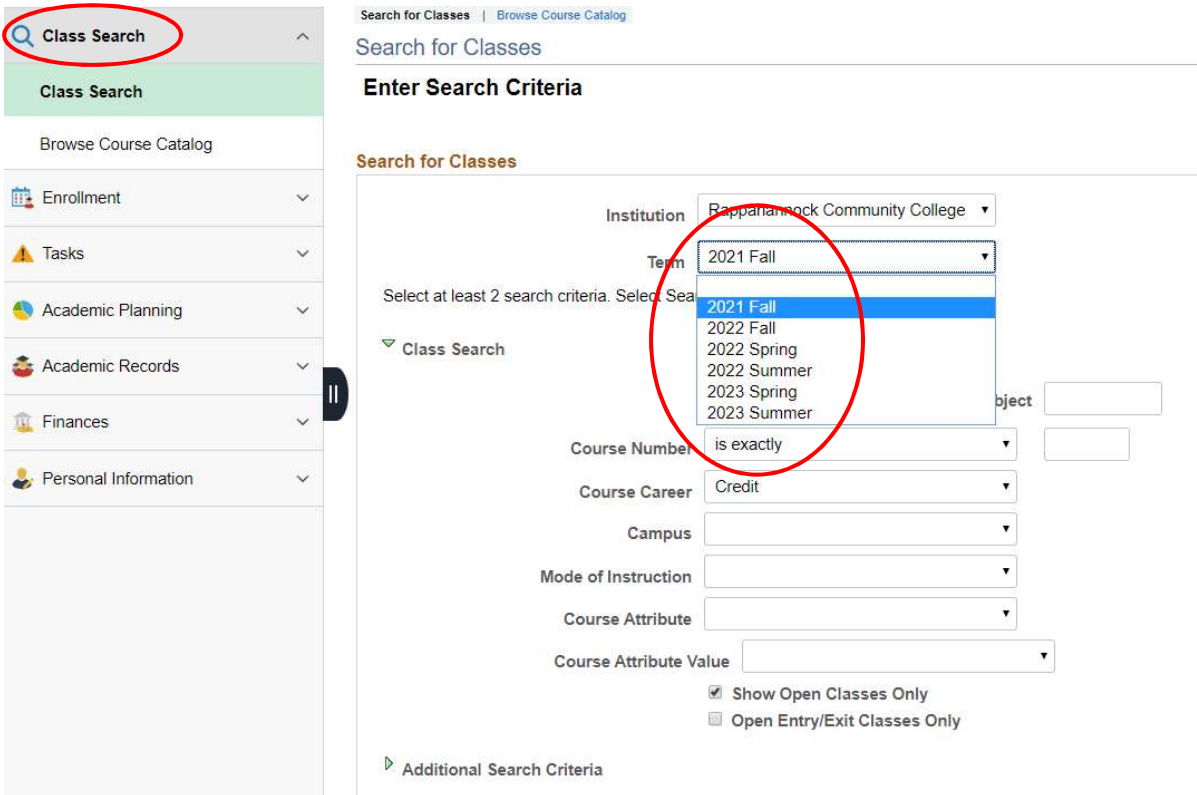 Class Search
Class Search
Browse Course Catalog
Enrollment
Tasks
Academic Planning
Academic Records
Finances
Personal Information
Search for Classes | Browse Course Catalog
Search for Classes
Enter Search Criteria
Search for Classes
Institution Rappahannock Community College
Term 2021 Fall
Select at least 2 search criteria. Select Sea
2021 Fall
2022 Fall
2022 Spring
2022 Summer
2023 Spring
2023 Summer
Class Search
bject
Course Number is exactly
Course Career Credit
Campus
Mode of Instruction
Course Attribute
Course Attribute Value
Show Open Classes Only
Open Entry/Exit Classes Only
Additional Search Criteria